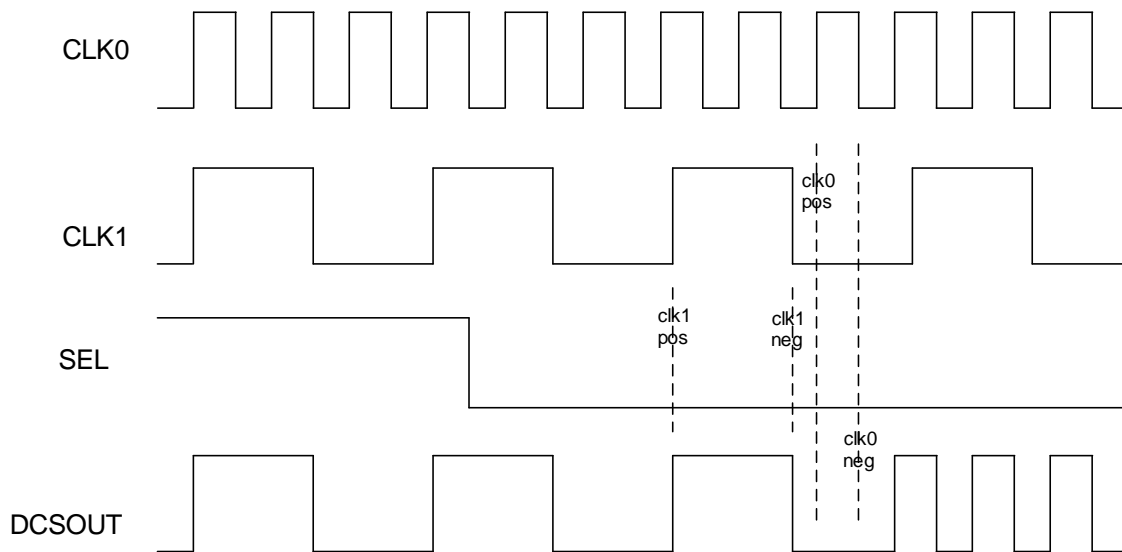 CLK0
clk0
pos
CLK1
clk1
pos
clk1
neg
SEL
clk0
neg
DCSOUT